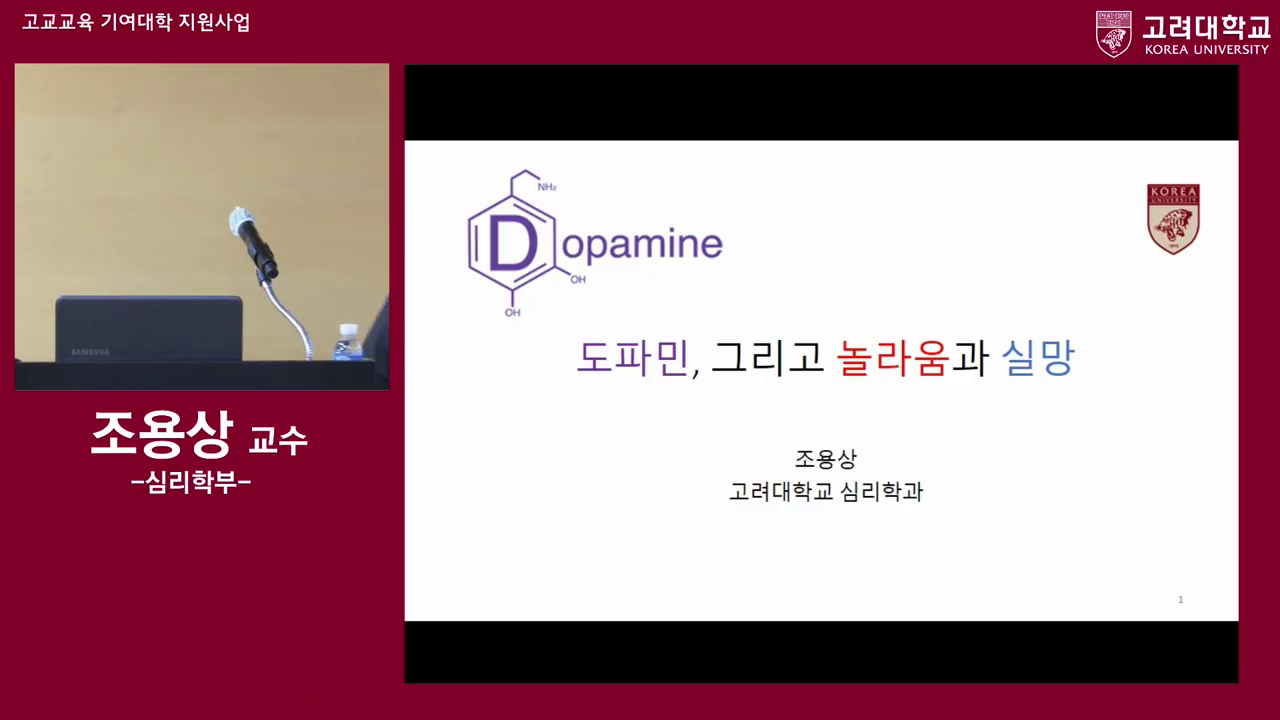 고교교육 기여대학 지원사업
고려대학교
KOREA UNIVERSITY
SAMSUNG
조용상 교수
-심리학부-
Dopamine
NH₂
OH
OH
KOREA
UNIVERSITY
1905
도파민, 그리고 놀라움과 실망
조용상
고려대학교 심리학과
1